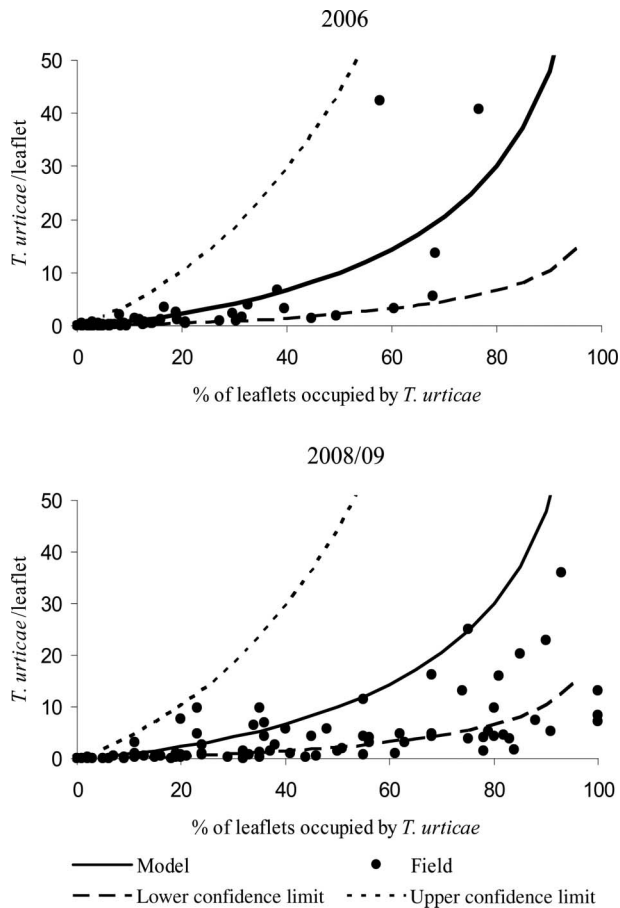 2006
50
40
30
20
10
0
T. urticae/leaflet
0 20 40 60 80 100
% of leaflets occupied by T. urticae
2008/09
50
40
30
20
10
0
T. urticae/leaflet
0 20 40 60 80 100
% of leaflets occupied by T. urticae
Model Field
Lower confidence limit Upper confidence limit